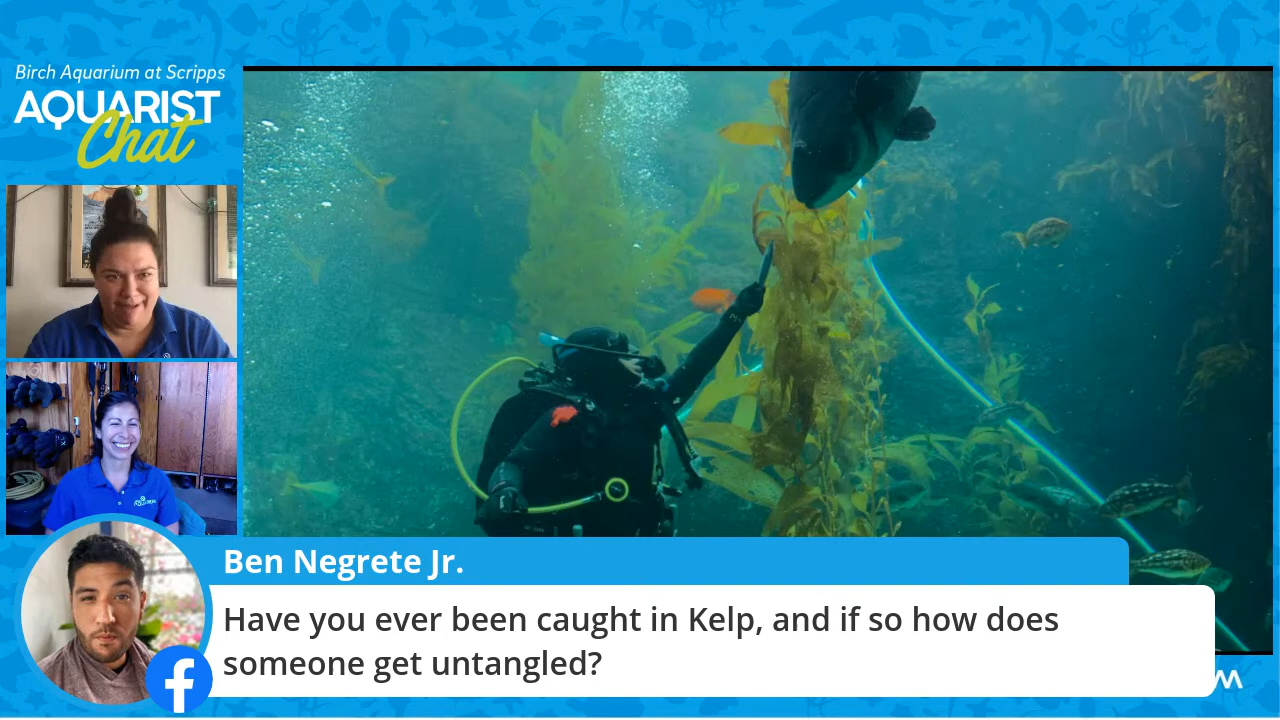 Birch Aquarium at Scripps
AQUARIST
Chat
Ben Negrete Jr.
Have you ever been caught in Kelp, and if so how does
someone get untangled?